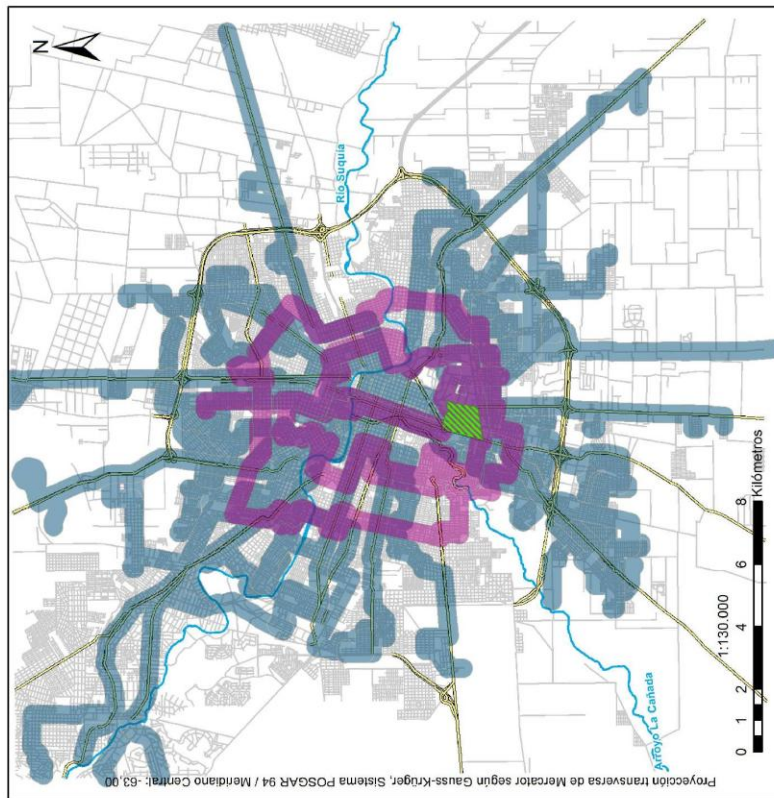 N
Río Suquía
Arroyo La Cañada
1:130.000
0 1 2 4 6 8
Kilómetros
Proyección transversa de Mercator según Gauss-Krüger, Sistema POSGAR 94 / Meridiano Central: -63,00